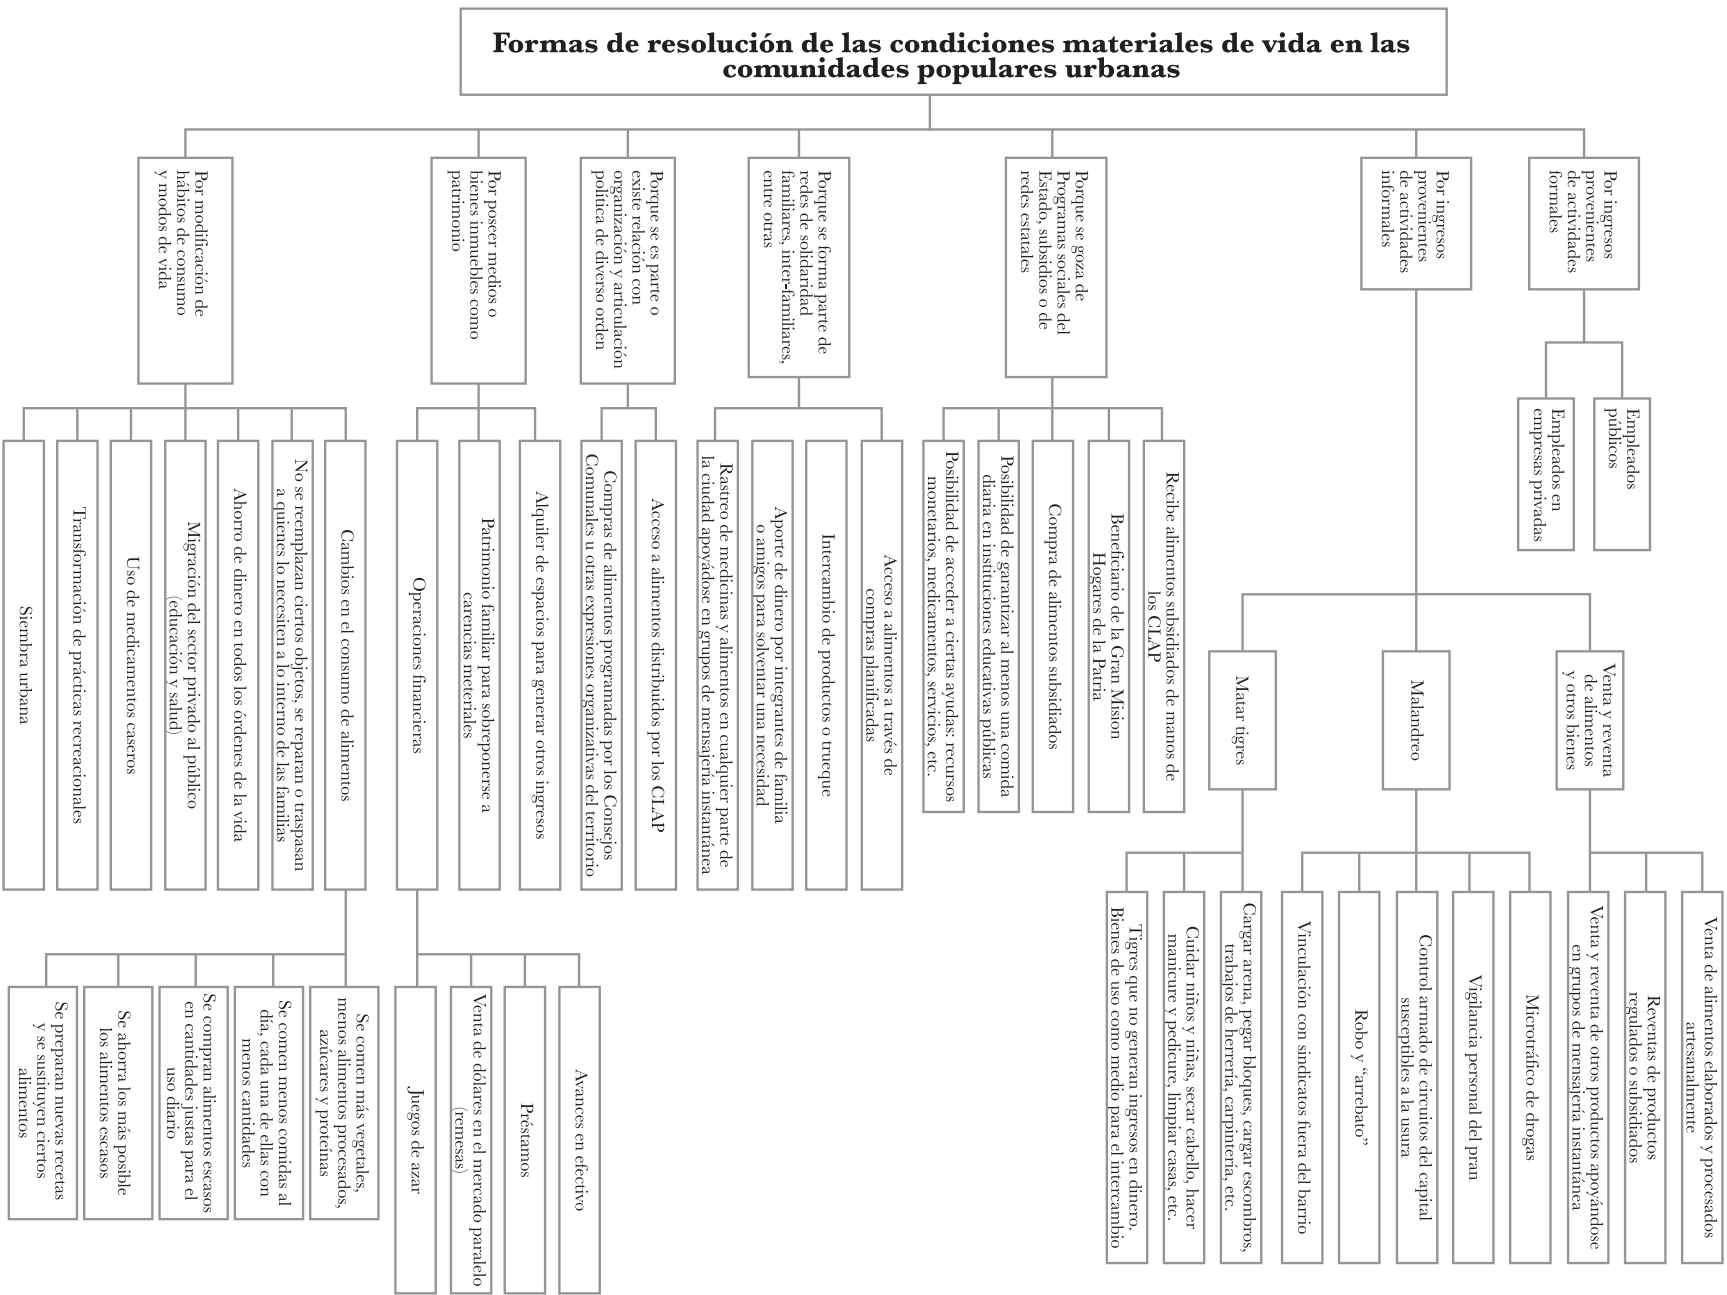 Formas de resolución de las condiciones materiales de vida en las
comunidades populares urbanas
Por modificación de
hábitos de consumo
y modos de vida
Por poseer medios o
bienes inmuebles como
patrimonio
Porque se es parte o
existe relación con
organización y articulación
política de diverso orden
Porque se forma parte de
redes de solidaridad
familiares, inter-familiares,
entre otras
Porque se goza de
Programas sociales del
Estado, subsidios o de
redes estatales
Por ingresos
provenientes
de actividades
informales
Por ingresos
provenientes
de actividades
formales
Empleados
públicos
Empleados en
empresas privadas
Siembra urbana
Transformación de prácticas recreacionales
Uso de medicamentos caseros
Migración del sector privado al público
(educación y salud)
Ahorro de dinero en todos los órdenes de la vida
No se reemplazan ciertos objetos, se reparan o traspasan
a quienes lo necesiten a lo interno de las familias
Cambios en el consumo de alimentos
Operaciones financieras
Patrimonio familiar para sobreponerse a
carencias meteriales
Alquiler de espacios para generar otros ingresos
Compras de alimentos programadas por los Consejos
Comunales u otras expresiones organizativas del territorio
Acceso a alimentos distribuidos por los CLAP
Rastreo de medicinas y alimentos en cualquier parte de
la ciudad apoyádose en grupos de mensajería instantánea
Aporte de dinero por integrantes de familia
o amigos para solventar una necesidad
Intercambio de productos o trueque
Acceso a alimentos a través de
compras planificadas
Posibilidad de acceder a ciertas ayudas: recursos
monetarios, medicamentos, servicios, etc.
Posibilidad de garantizar al menos una comida
diaria en instituciones educativas públicas
Compra de alimentos subsidiados
Beneficiario de la Gran Mision
Hogares de la Patria
Recibe alimentos subsidiados de manos de
los CLAP
Matar tigres
Malandreo
Venta y reventa
de alimentos
y otros bienes
Se preparan nuevas recetas
y se sustituyen ciertos
alimentos
Se ahorra los más posible
los alimentos escasos
Se compran alimentos escasos
en cantidades justas para el
uso diario
Se comen menos comidas al
día, cada una de ellas con
menos cantidades
Se comen más vegetales,
menos alimentos procesados,
azúcares y proteínas
Juegos de azar
Venta de dólares en el mercado paralelo
(remesas)
Préstamos
Avances en efectivo
Tigres que no generan ingresos en dinero.
Bienes de uso como medio para el intercambio
Cuidar niños y niñas, secar cabello, hacer
manicure y pedicure, limpiar casas, etc.
Cargar arena, pegar bloques, cargar escombros,
trabajos de herrería, carpintería, etc.
Vinculación con sindicatos fuera del barrio
Robo y “arrebato”
Control armado de circuitos del capital
susceptibles a la usura
Vigilancia personal del pran
Microtráfico de drogas
Venta y reventa de otros productos apoyándose
en grupos de mensajería instantánea
Reventas de productos
regulados o subsidiados
Venta de alimentos elaborados y procesados
artesanalmente